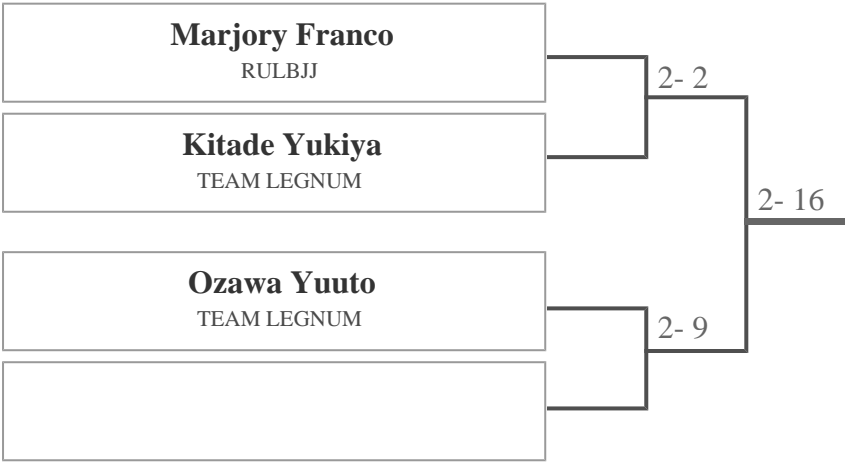 Marjory Franco
RULBJJ
2- 2
Kitade Yukiya
TEAM LEGNUM
2- 16
Ozawa Yuuto
TEAM LEGNUM
2- 9